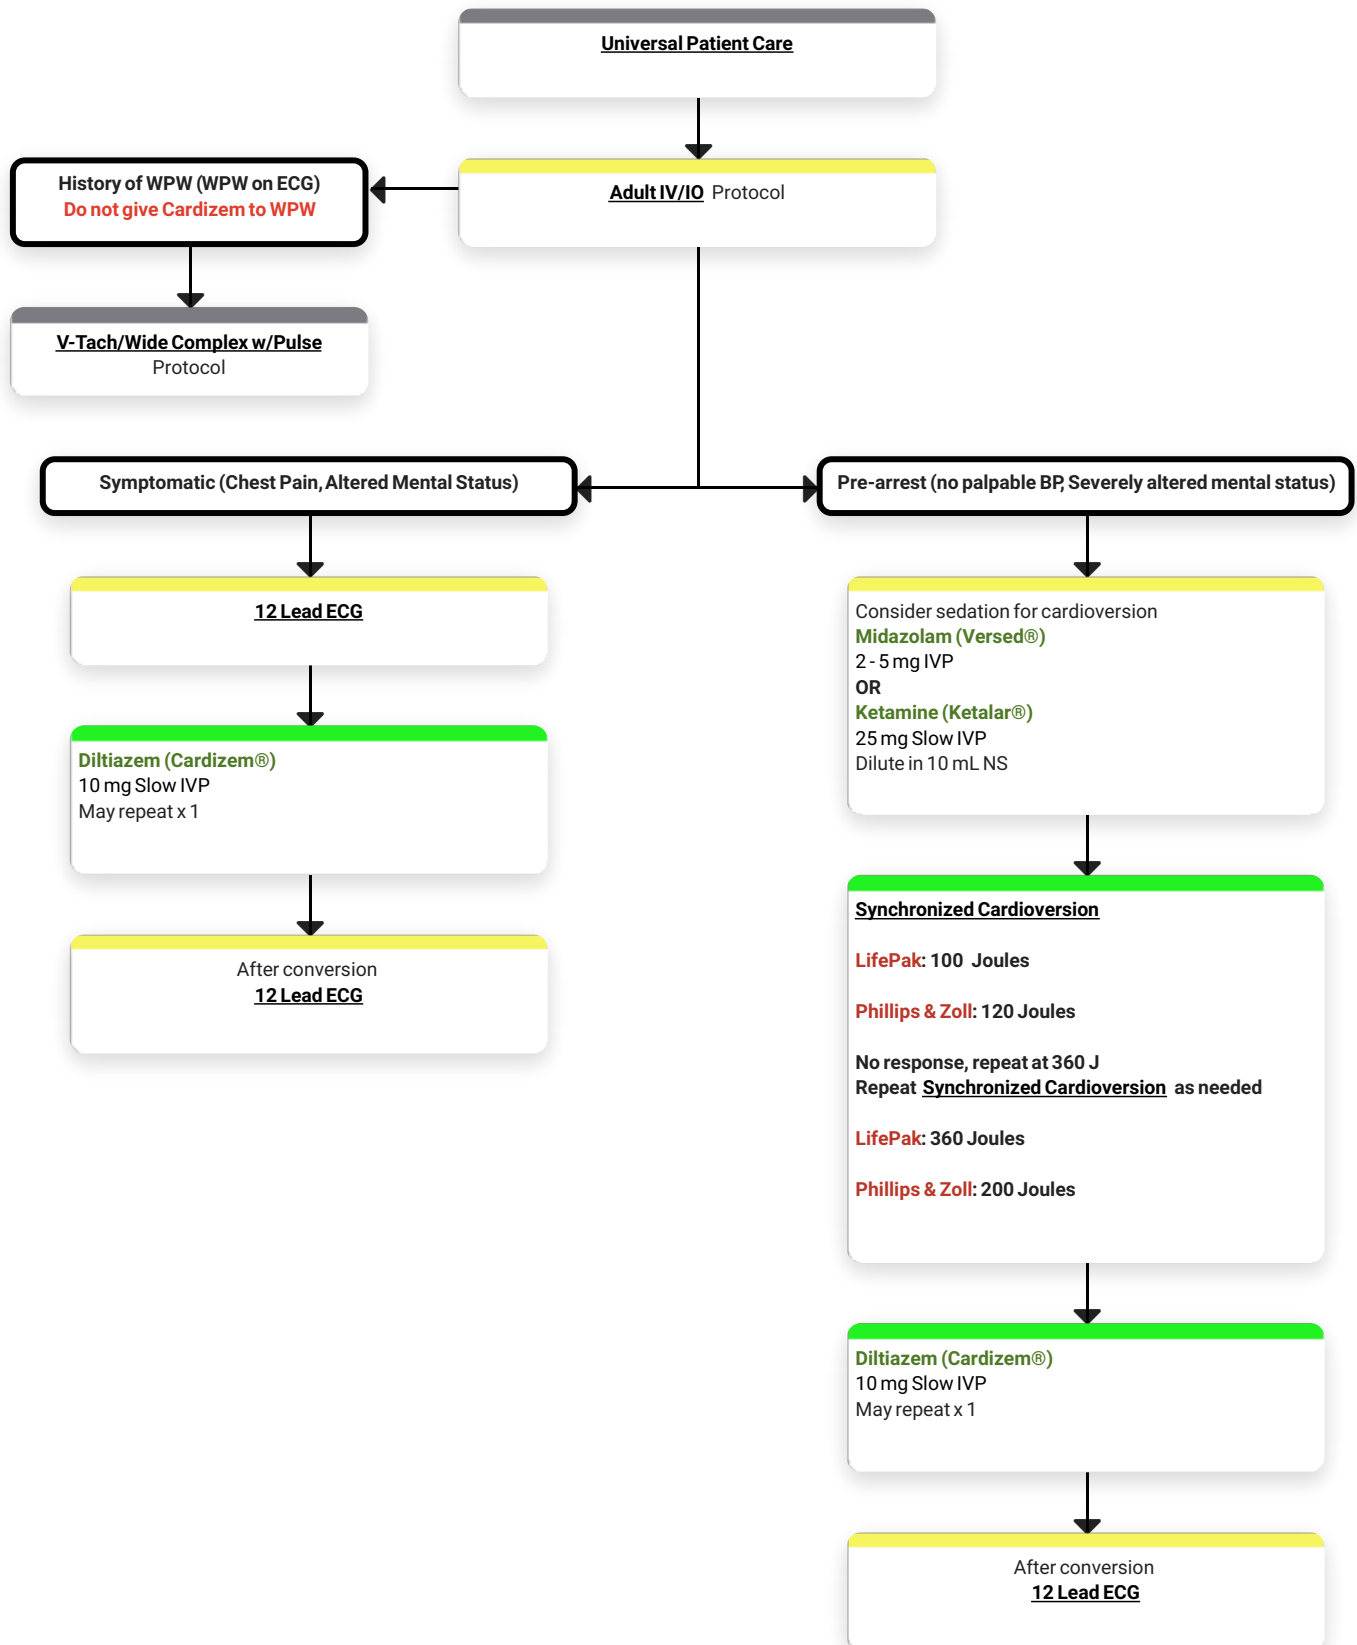 Universal Patient Care
History of WPW (WPW on ECG)
Do not give Cardizem to WPW
Adult IV/IO Protocol
V-Tach/Wide Complex w/Pulse
Protocol
Symptomatic (Chest Pain, Altered Mental Status)
12 Lead ECG
Diltiazem (Cardizem®)
10 mg Slow IVP
May repeat x 1
After conversion
12 Lead ECG
Pre-arrest (no palpable BP, Severely altered mental status)
Consider sedation for cardioversion
Midazolam (Versed®)
2 - 5 mg IVP
OR
Ketamine (Ketalar®)
25 mg Slow IVP
Dilute in 10 mL NS
Synchronized Cardioversion
LifePak: 100 Joules
Phillips & Zoll: 120 Joules
No response, repeat at 360 J
Repeat Synchronized Cardioversion as needed
LifePak: 360 Joules
Phillips & Zoll: 200 Joules
Diltiazem (Cardizem®)
10 mg Slow IVP
May repeat x 1
After conversion
12 Lead ECG